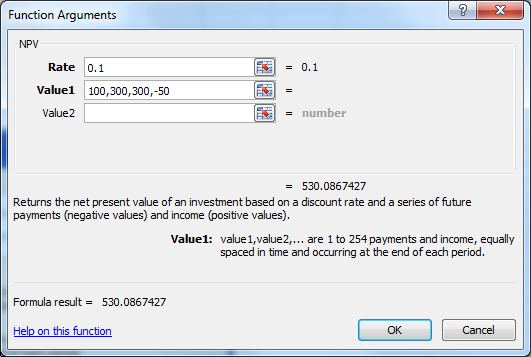 Function Arguments
?
NPV
Rate 0.1 = 0.1
Value1 100,300,300,-50 =
Value2 = number
= 530.0867427
Returns the net present value of an investment based on a discount rate and a series of future
payments (negative values) and income (positive values).
Value1: value1,value2,... are 1 to 254 payments and income, equally
spaced in time and occurring at the end of each period.
Formula result = 530.0867427
Help on this function OK Cancel